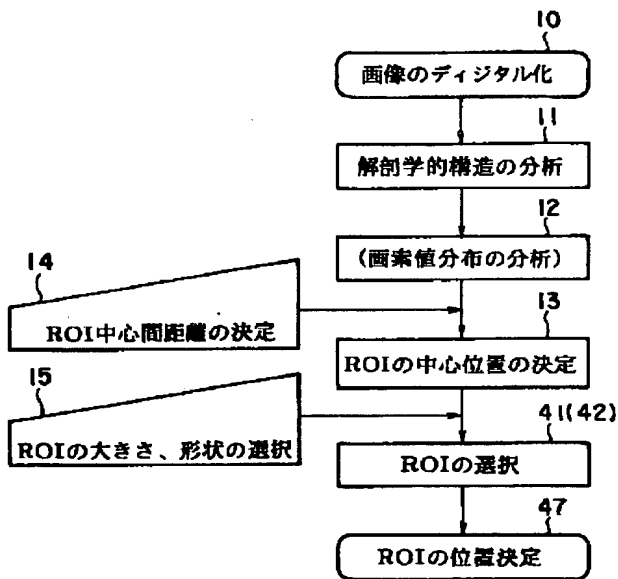 10
画像のディジタル化
11
解剖学的構造の分析
12
(画素値分布の分析)
14
ROI中心間距離の決定
13
ROIの中心位置の決定
15
ROIの大きさ、形状の選択
41(42)
ROIの選択
47
ROIの位置決定